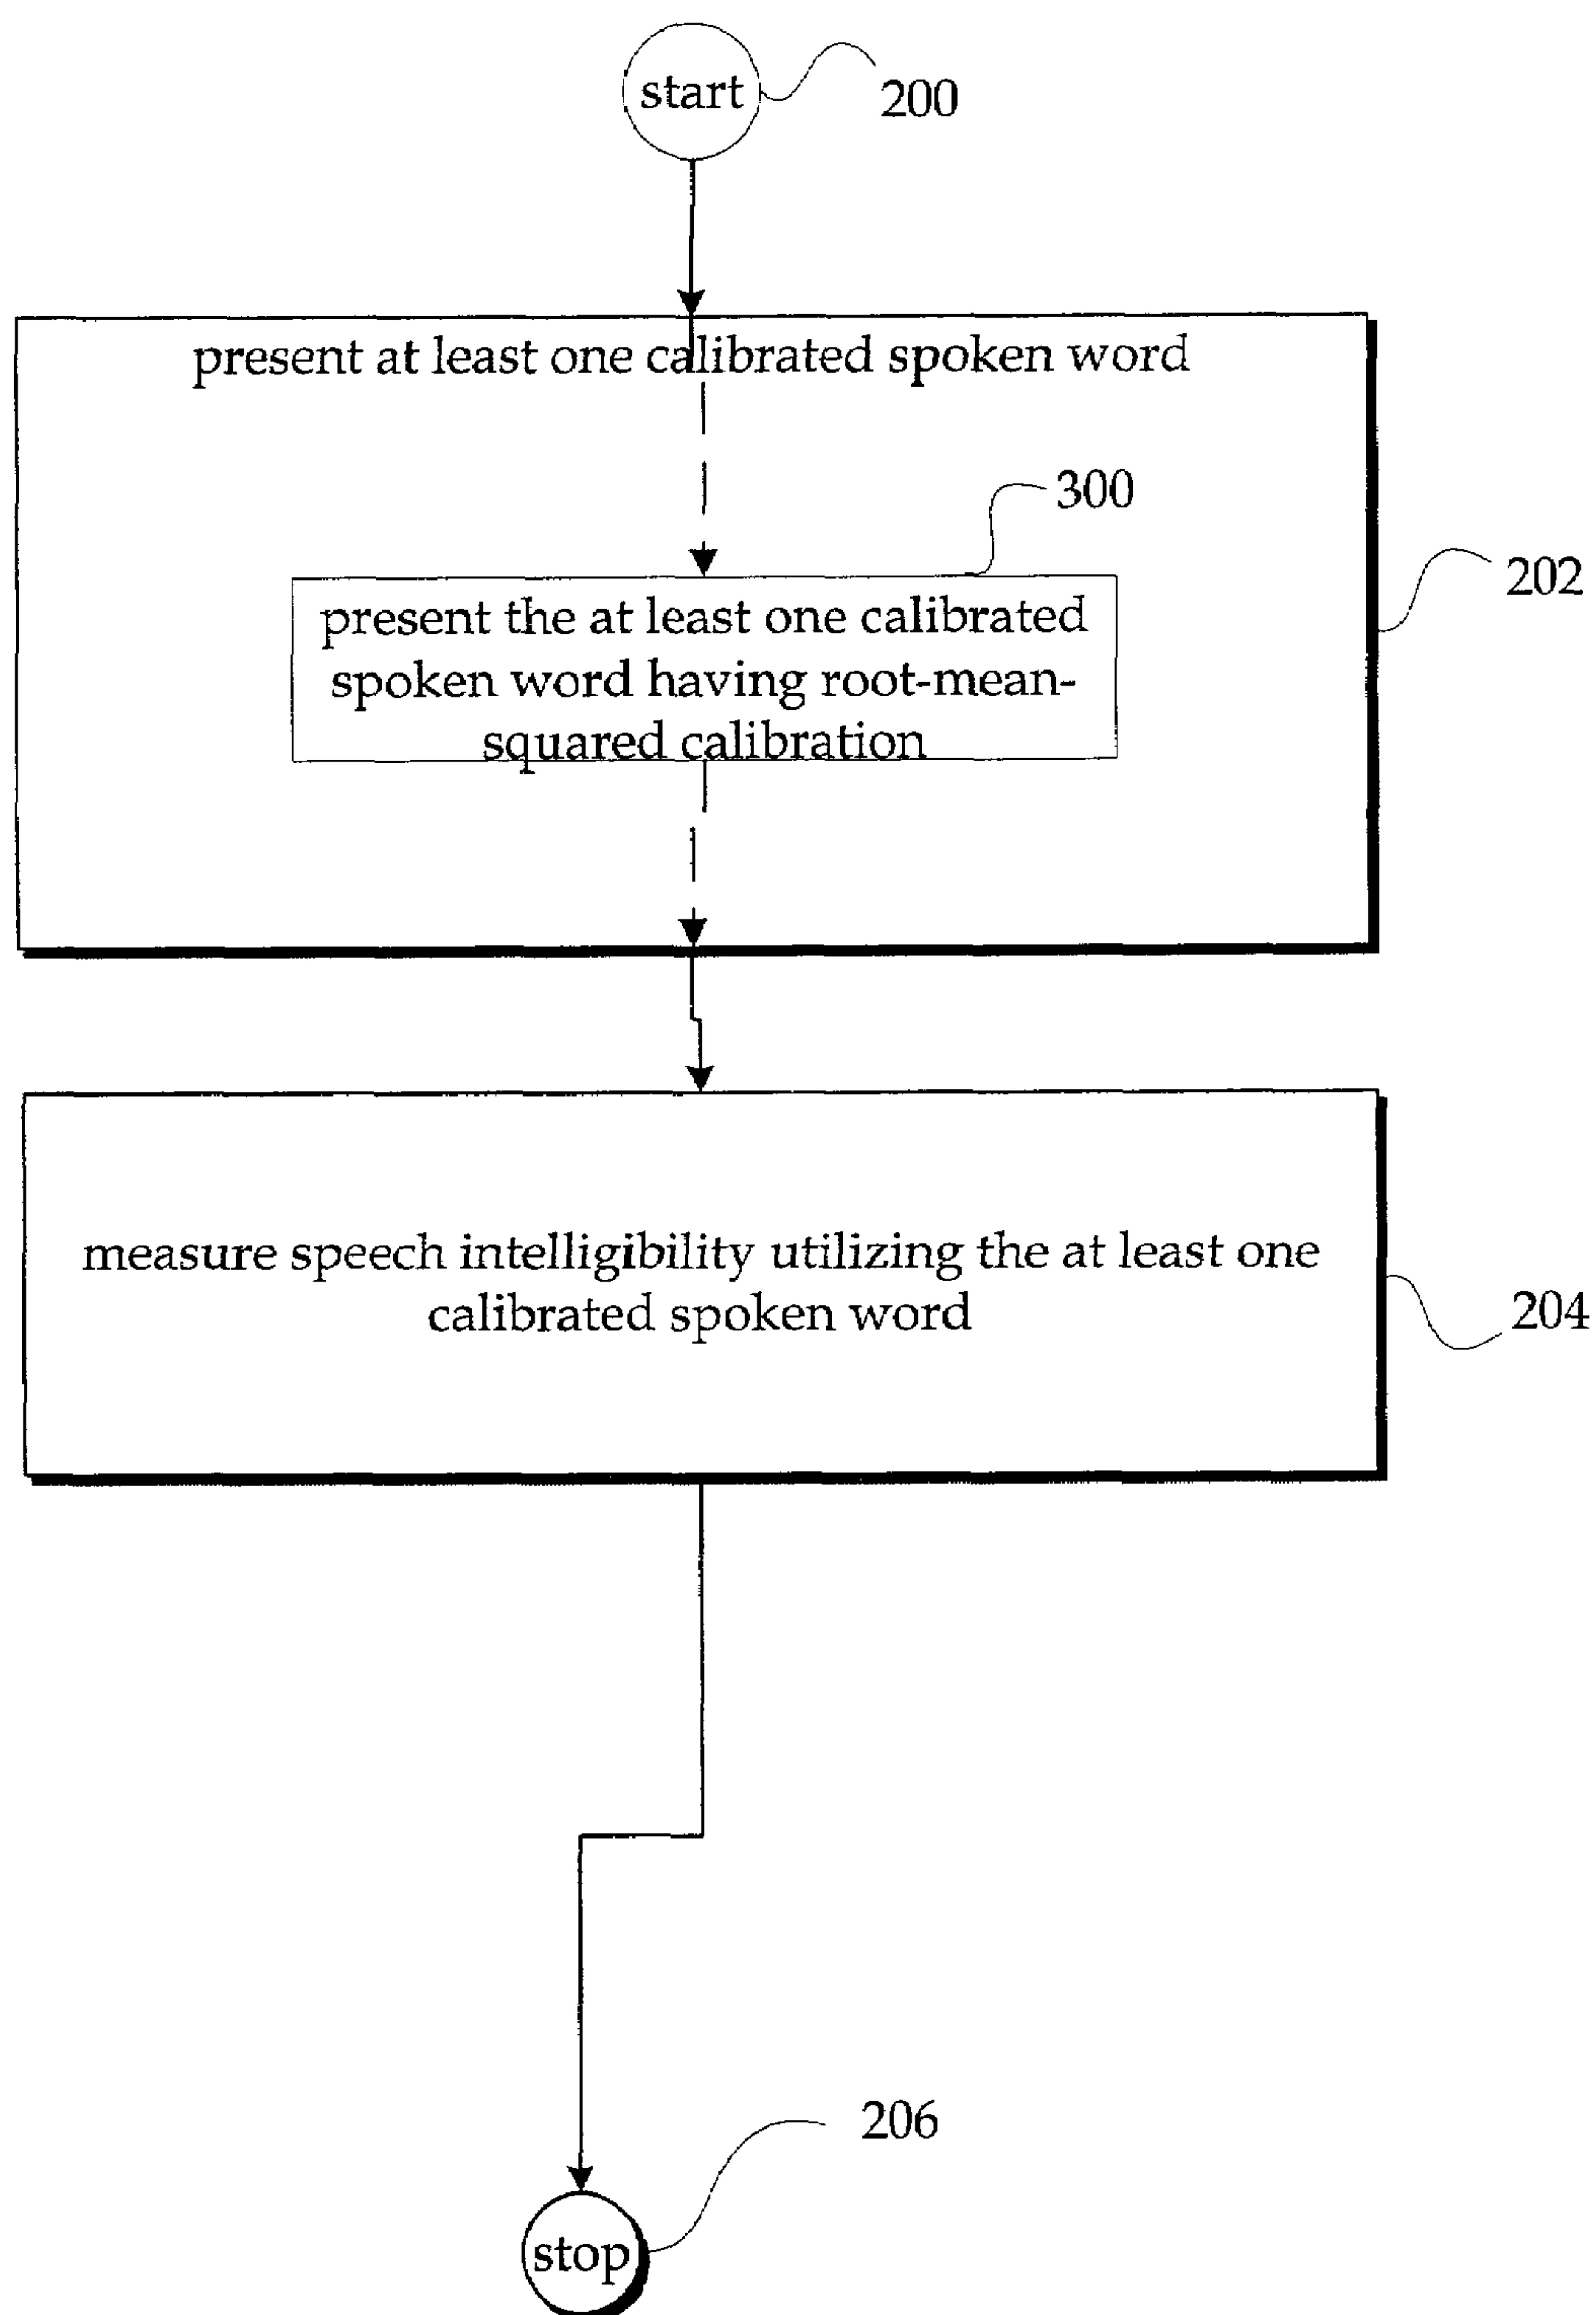 start
200
present at least one calibrated spoken word
300
present the at least one calibrated
spoken word having root-mean-
squared calibration
202
measure speech intelligibility utilizing the at least one
calibrated spoken word
204
206
stop